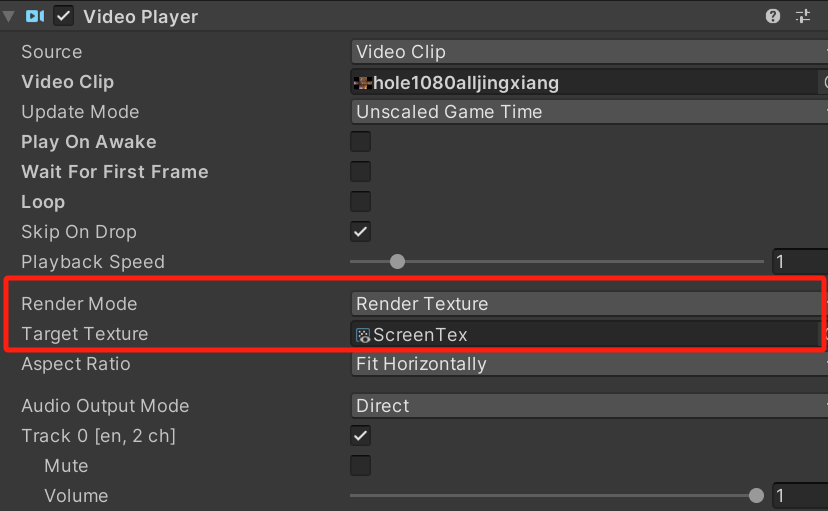 Video Player
Source Video Clip
Video Clip hole1080alljingxiang
Update Mode Unscaled Game Time
Play On Awake
Wait For First Frame
Loop
Skip On Drop
Playback Speed 1
Render Mode Render Texture
Target Texture ScreenTex
Aspect Ratio Fit Horizontally
Audio Output Mode Direct
Track 0 [en, 2 ch]
Mute
Volume 1